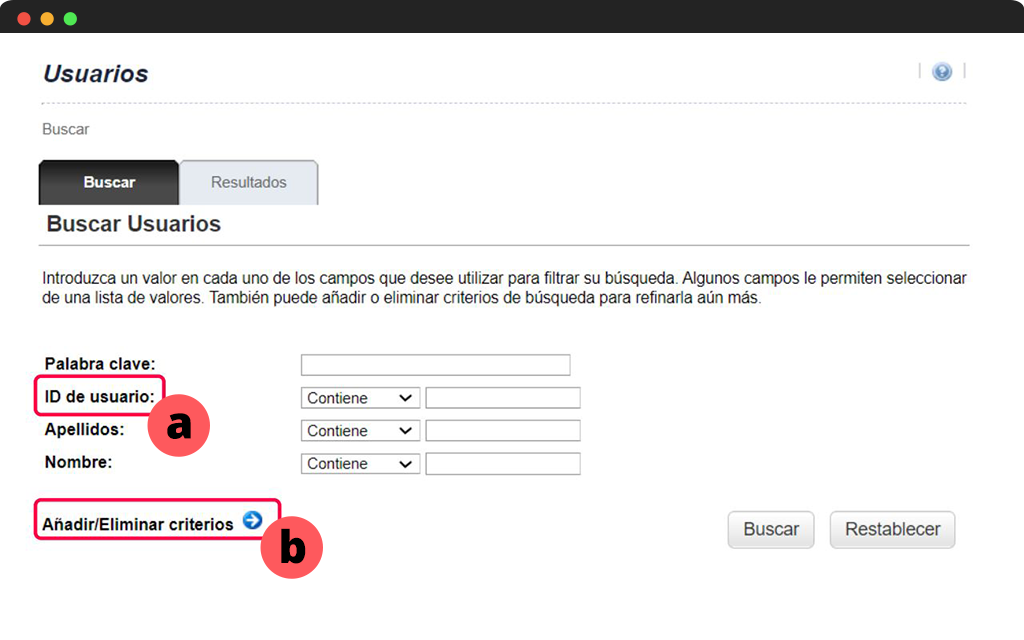 Usuarios
Buscar
Buscar Resultados
Buscar Usuarios
Introduzca un valor en cada uno de los campos que desee utilizar para filtrar su búsqueda. Algunos campos le permiten seleccionar
de una lista de valores. También puede añadir o eliminar criterios de búsqueda para refinarla aún más.
Palabra clave:
ID de usuario: Contiene
a
Apellidos: Contiene
Nombre: Contiene
Añadir/Eliminar criterios
b
Buscar Restablecer